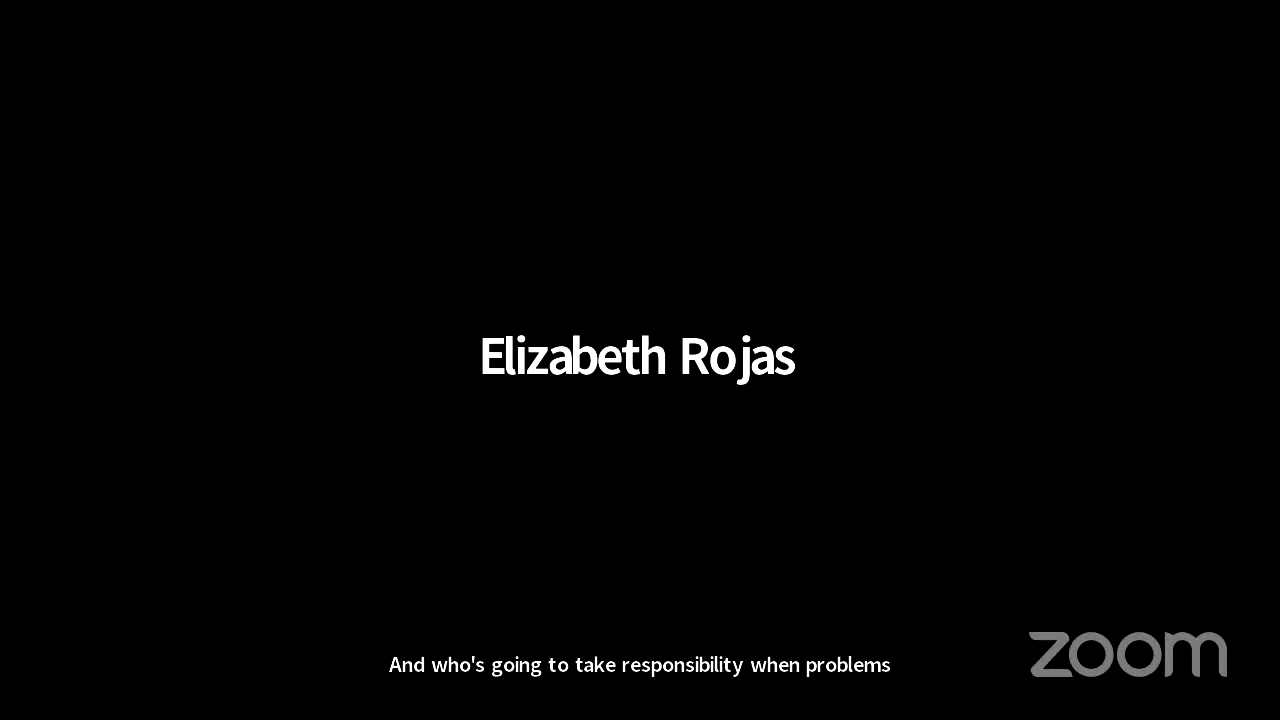 Elizabeth Rojas
And who's going to take responsibility when problems
zoom